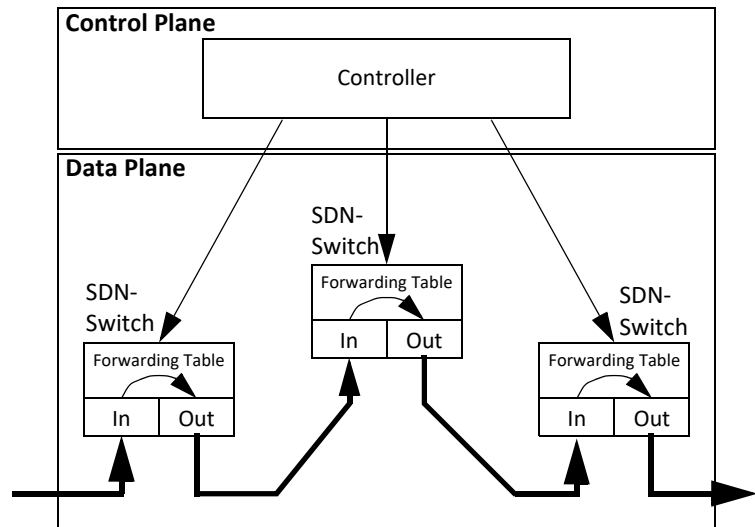 Control Plane
Controller
Data Plane
SDN-
Switch
Forwarding Table
In Out
SDN-
Switch
Forwarding Table
In Out
SDN-
Switch
Forwarding Table
In Out